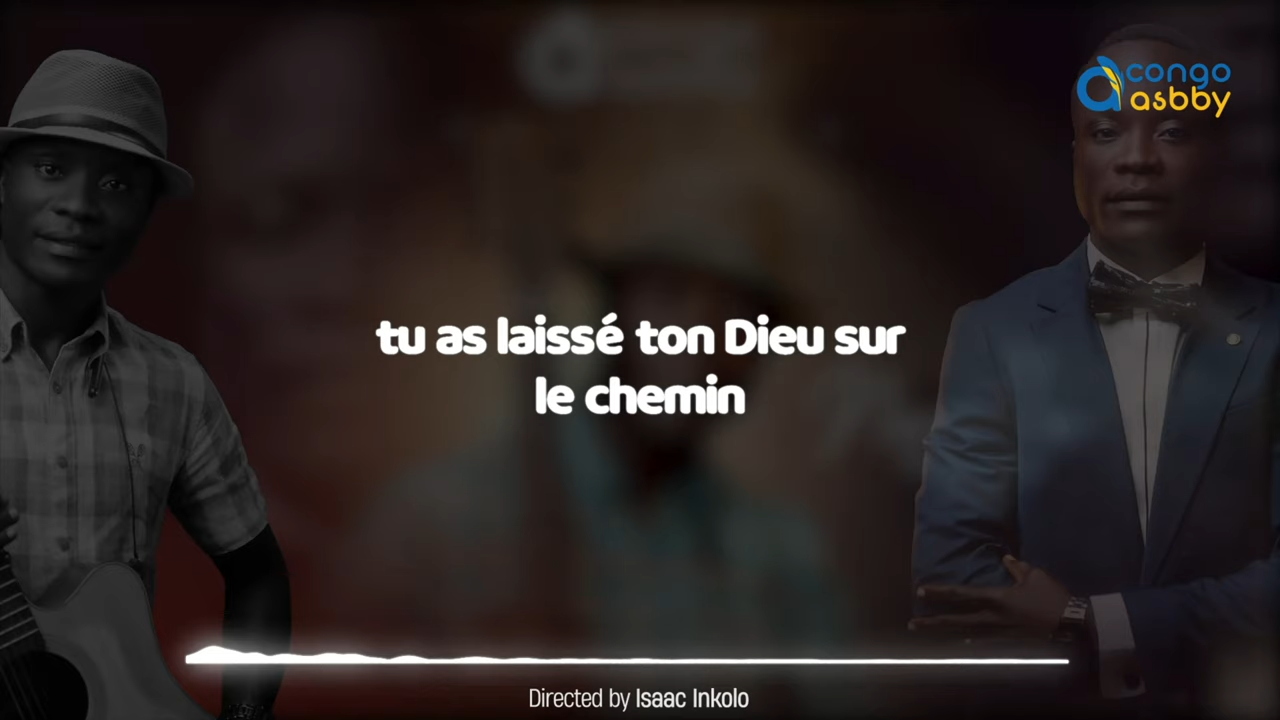 congo
asbby
tu as laissé ton Dieu sur
le chemin
Directed by Isaac Inkolo